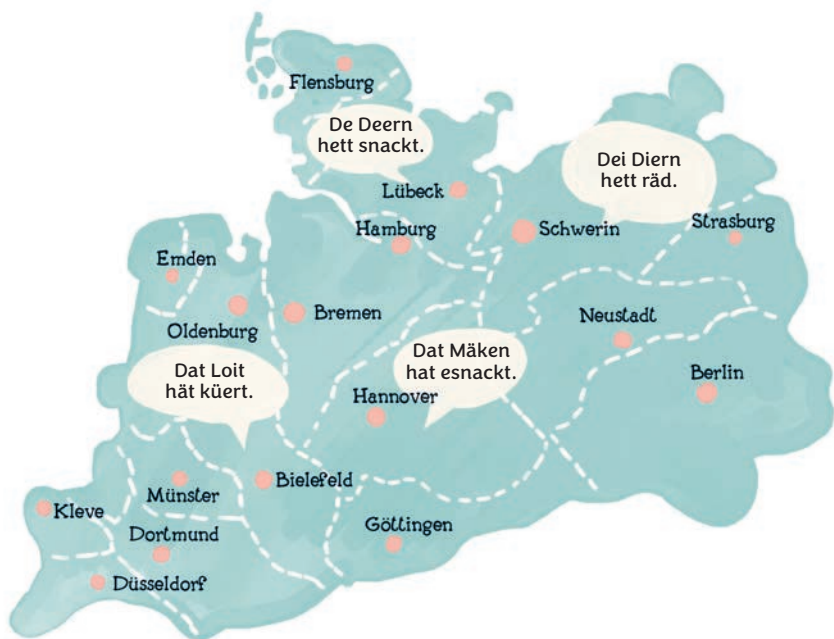 Flensburg
De Deern
hett snackt.
Dei Diern
hett räd.
Lübeck
Hamburg
Schwerin
Strasburg
Emden
Oldenburg
Bremen
Neustadt
Dat Loit
hät küert.
Dat Mäken
hat esnackt.
Hannover
Berlin
Kleve
Münster
Bielefeld
Dortmund
Göttingen
Düsseldorf